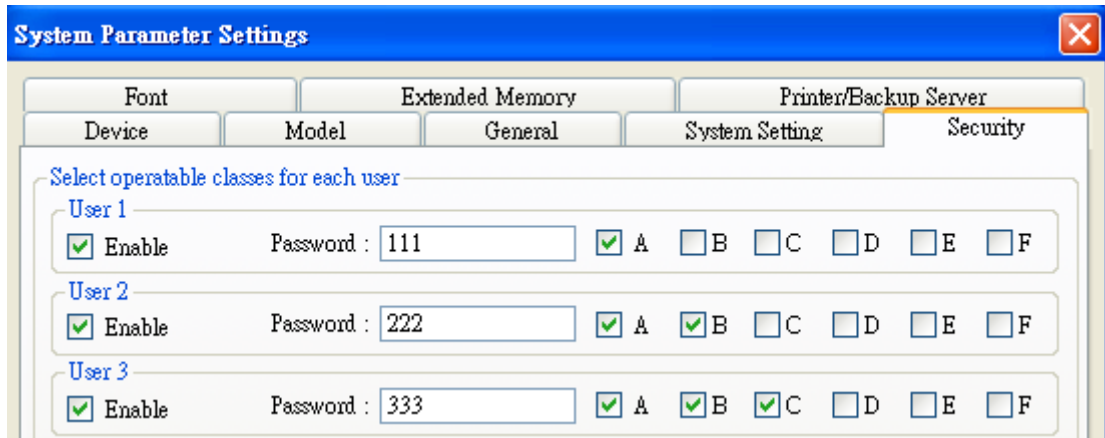 System Parameter Settings
Font Extended Memory Printer/Backup Server
Device Model General System Setting Security
Select operatable classes for each user
User 1
Enable Password : 111 A B C D E F
User 2
Enable Password : 222 A B C D E F
User 3
Enable Password : 333 A B C D E F